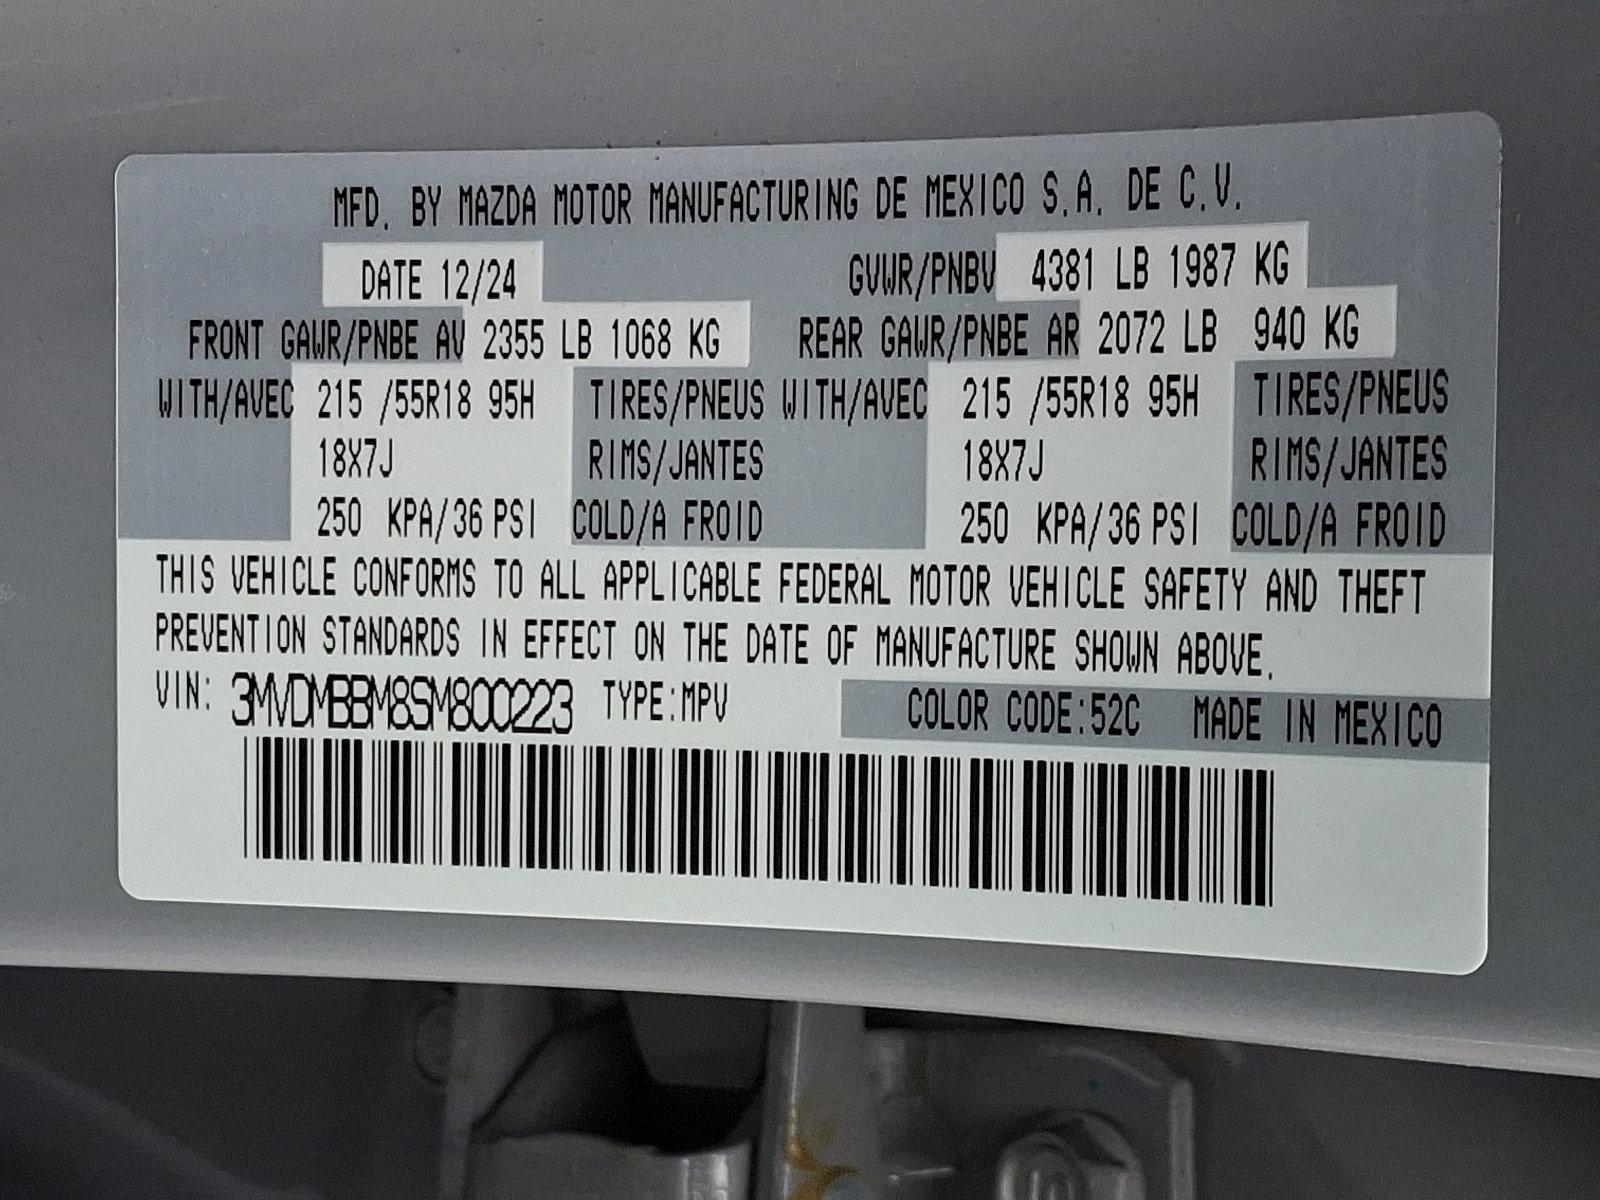 MFD. BY MAZDA MOTOR MANUFACTURING DE MEXICO S.A. DE C.V.
DATE 12/24 GVWR/PNBV 4381 LB 1987 KG
FRONT GAWR/PNBE AV 2355 LB 1068 KG REAR GAWR/PNBE AR 2072 LB 940 KG
WITH/AVEC 215 /55R18 95H TIRES/PNEUS WITH/AVEC 215 /55R18 95H TIRES/PNEUS
18X7J RIMS/JANTES 18X7J RIMS/JANTES
250 KPA/36 PSI COLD/A FROID 250 KPA/36 PSI COLD/A FROID
THIS VEHICLE CONFORMS TO ALL APPLICABLE FEDERAL MOTOR VEHICLE SAFETY AND THEFT
PREVENTION STANDARDS IN EFFECT ON THE DATE OF MANUFACTURE SHOWN ABOVE.
VIN: 3MVDMBBM8SM800223 TYPE:MPV COLOR CODE:52C MADE IN MEXICO